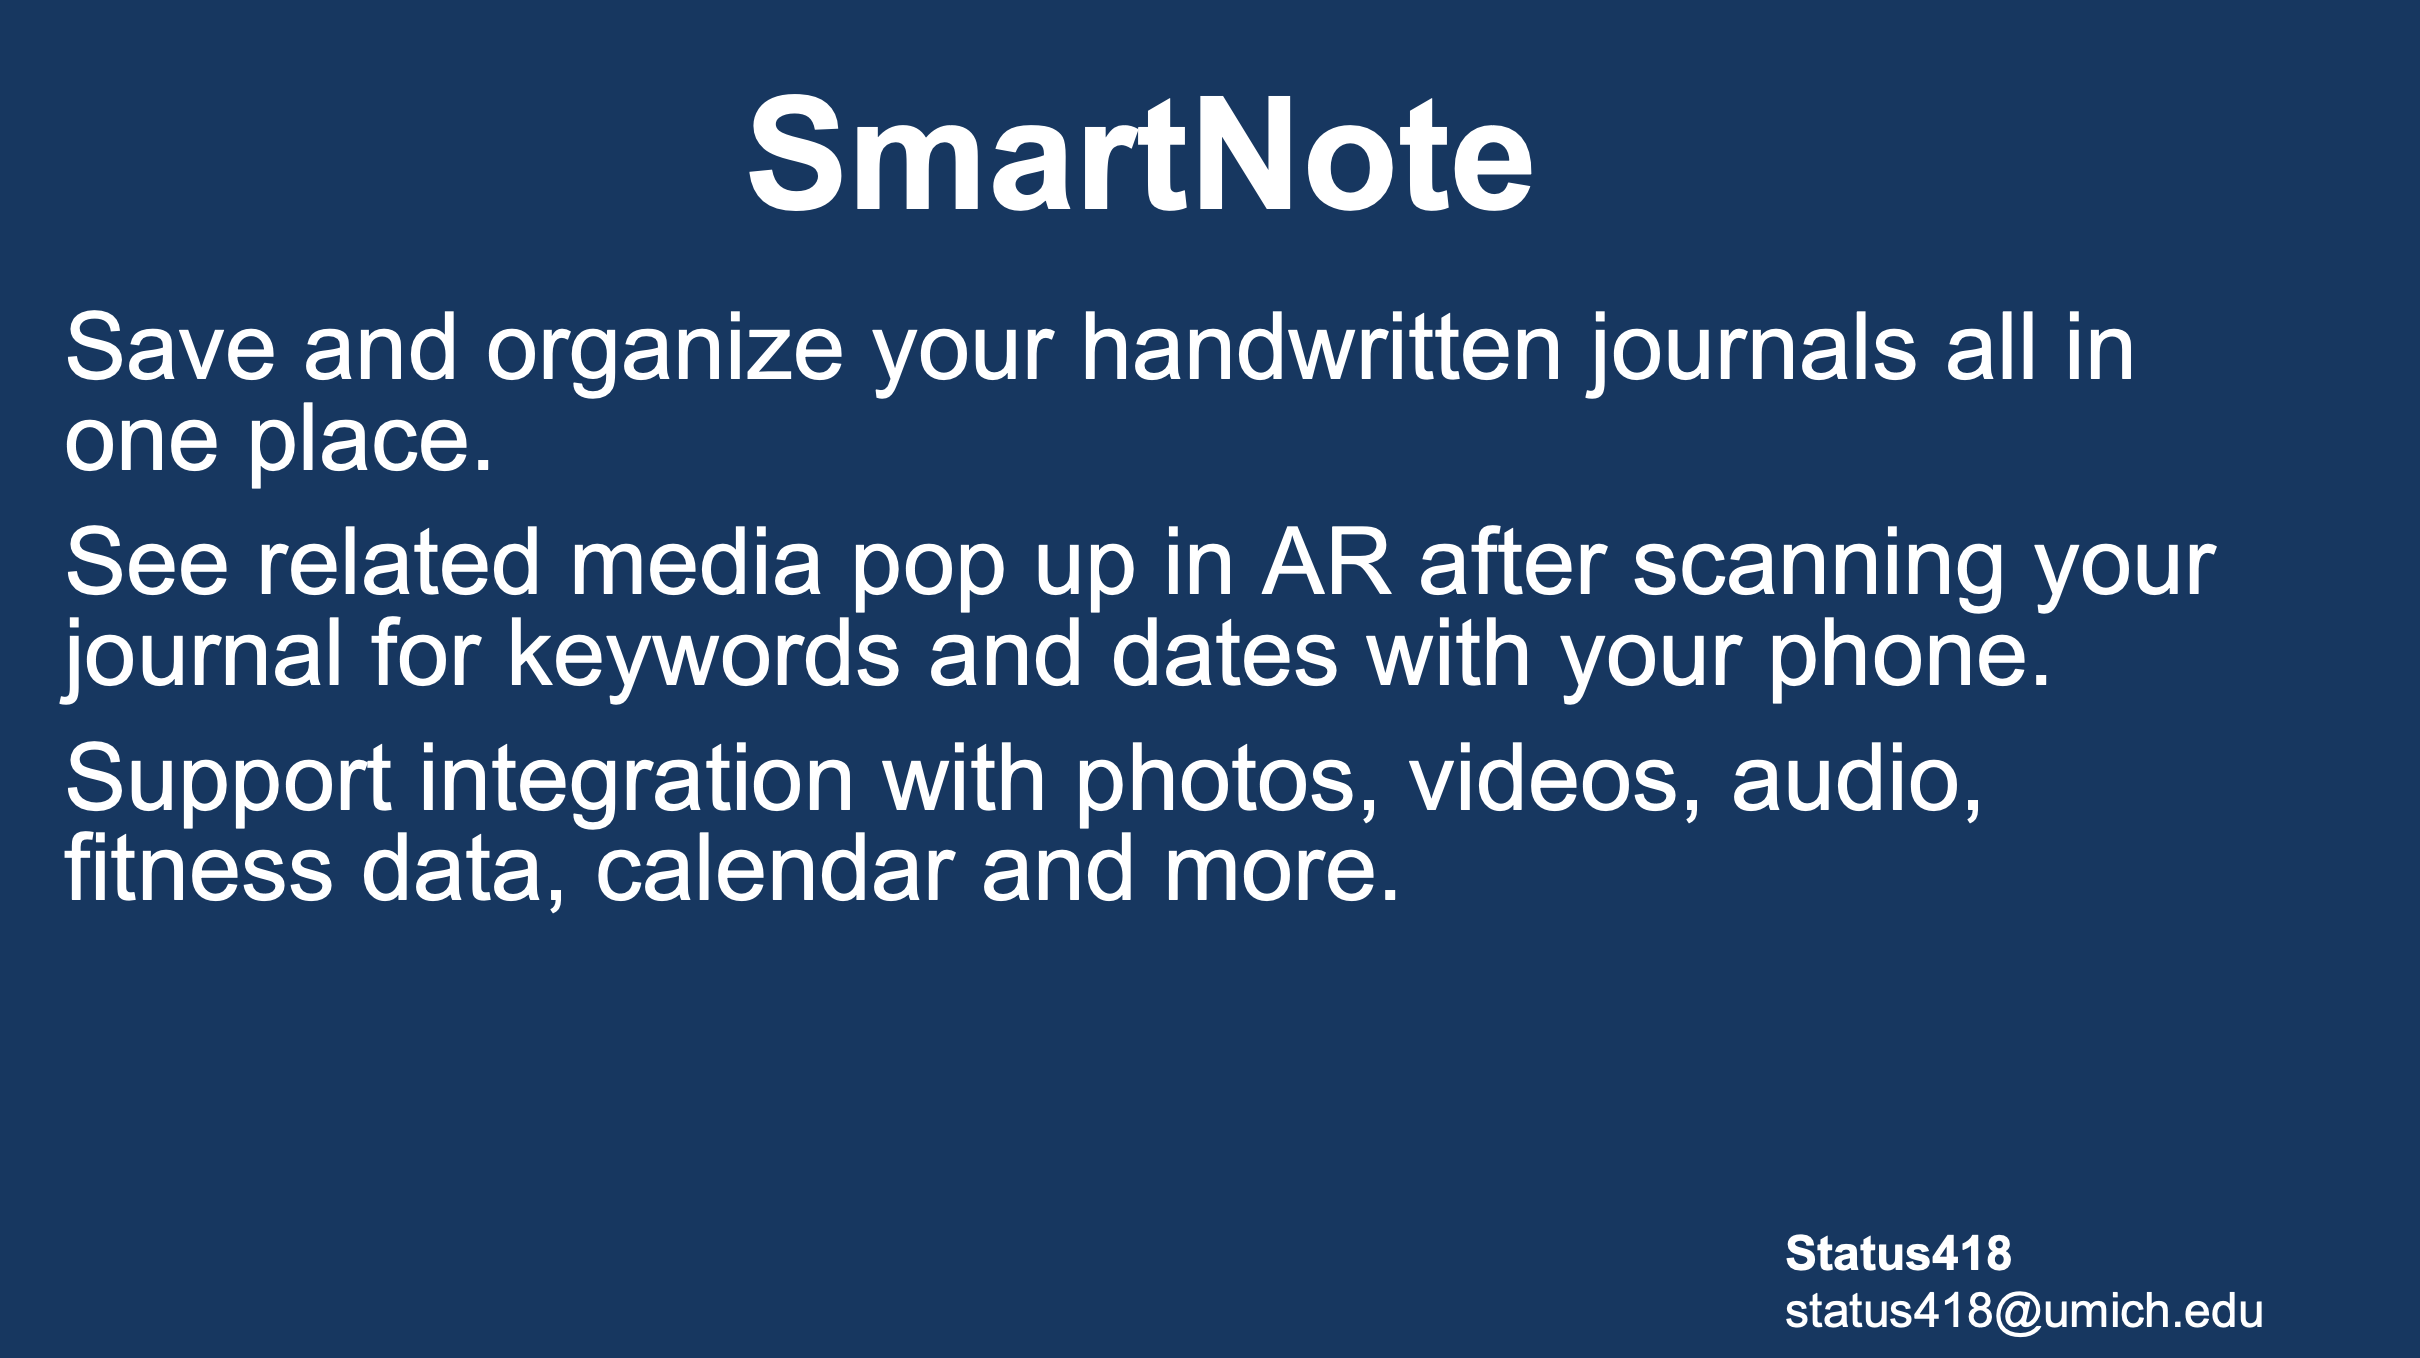 SmartNote
Save and organize your handwritten journals all in
one place.
See related media pop up in AR after scanning your
journal for keywords and dates with your phone.
Support integration with photos, videos, audio,
fitness data, calendar and more.
Status418
status418@umich.edu